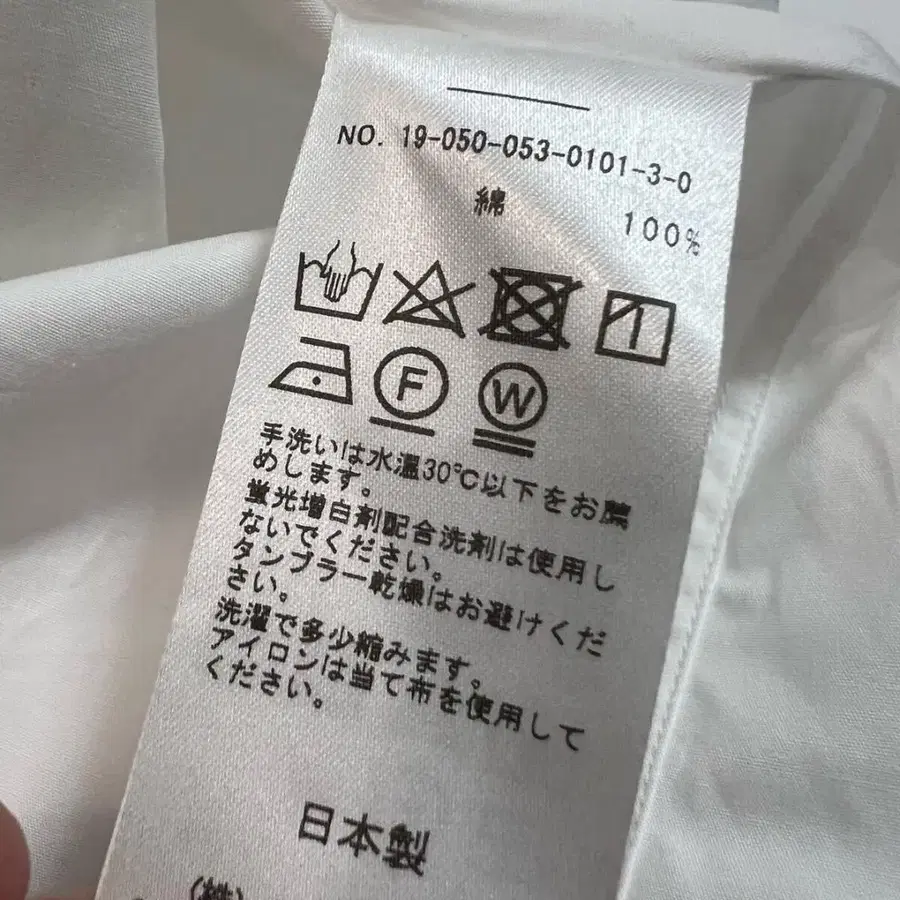 NO. 19-050-053-0101-3-0
綿 100%
F W
手洗いは水温30℃以下をお薦
めします。
蛍光増白剤配合洗剤は使用し
ないでください。
タンブラー乾燥はお避けくだ
さい。
洗濯で多少縮みます。
アイロンは当て布を使用して
ください。
日本製
(株)